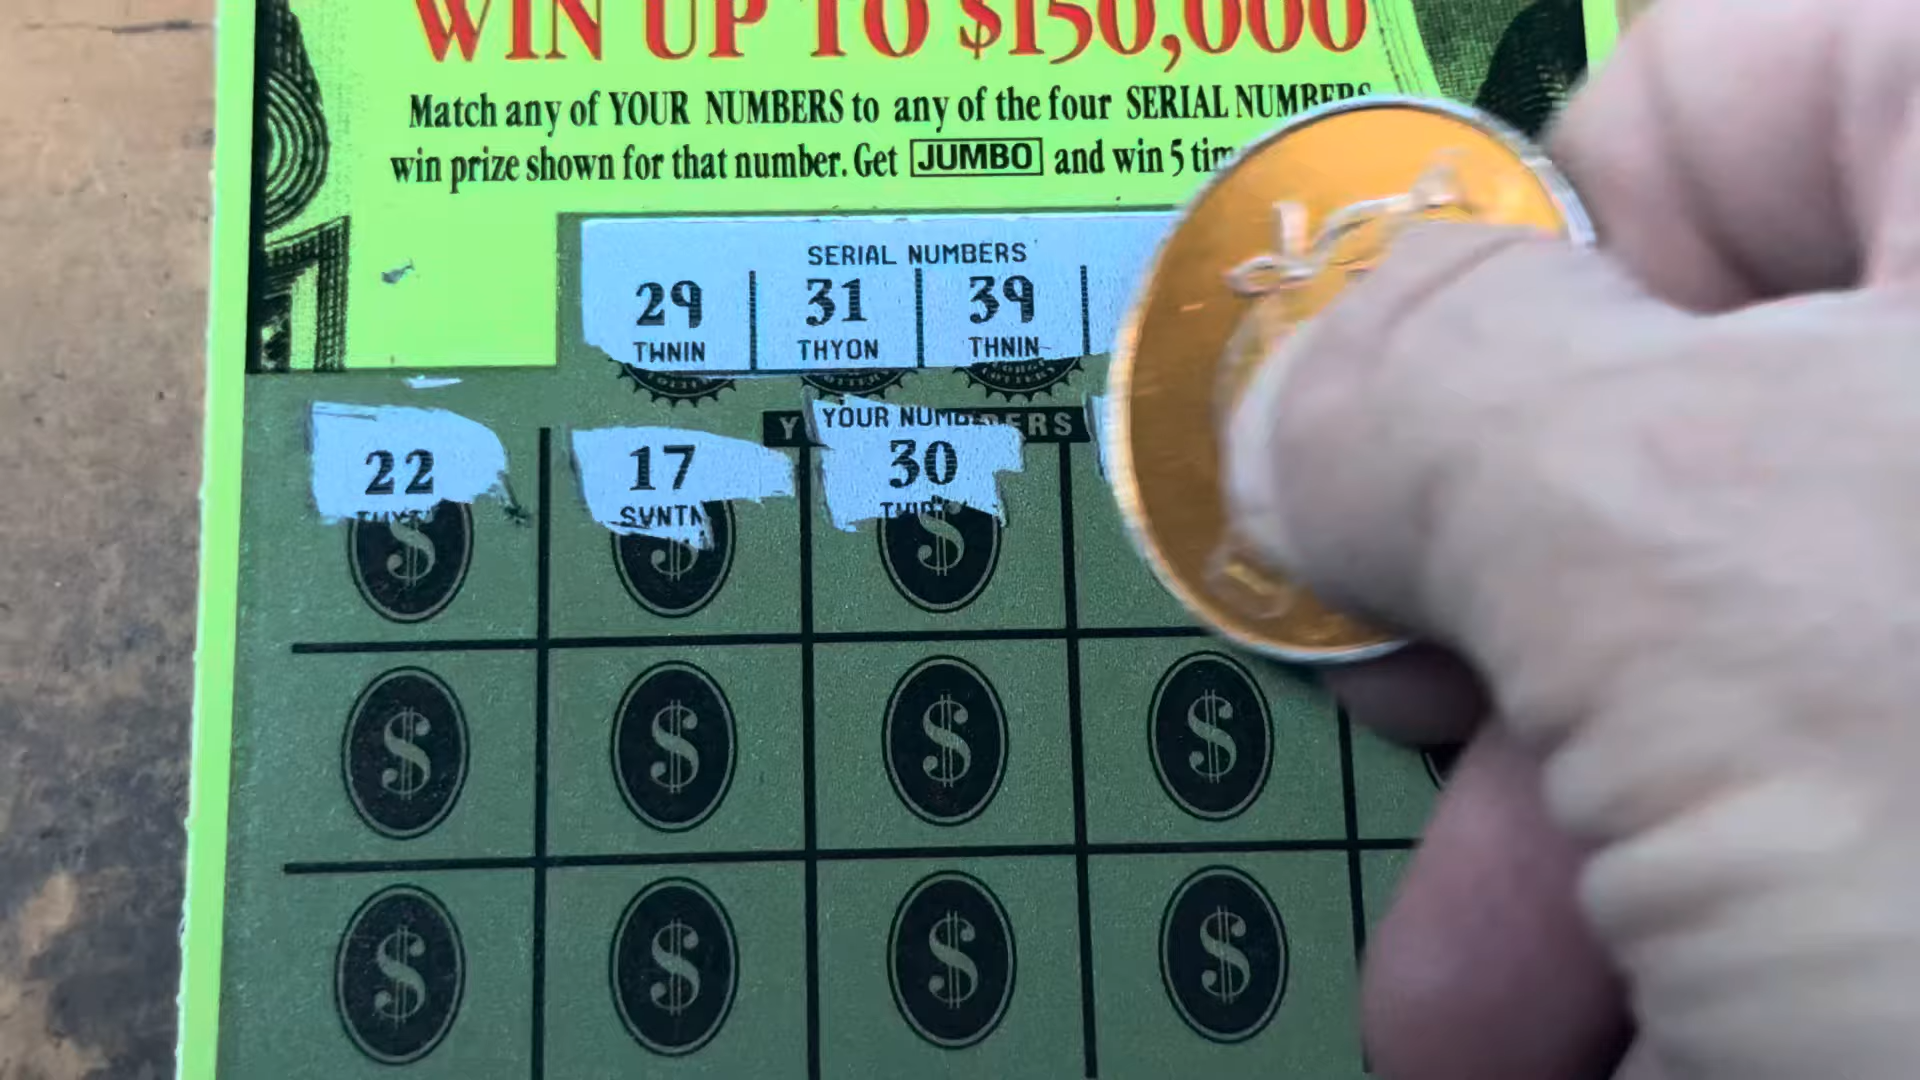 WIN UP TO $150,000
Match any of YOUR NUMBERS to any of the four SERIAL NUMBERS
win prize shown for that number. Get JUMBO and win 5
SERIAL NUMBERS
29 31 39
TWNIN THYON THNIN
YOUR NUMBERS
22 17 30
SVNTN
$ $ $
$ $ $ $
$ $ $ $